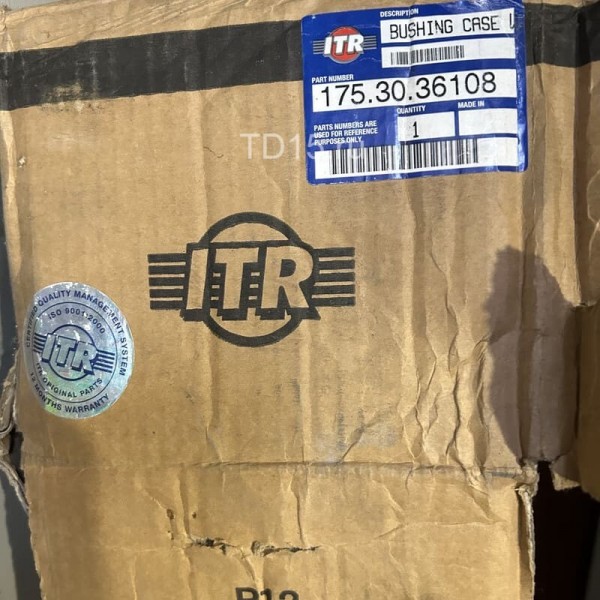 DESCRIPTION
ITR
BUSHING CASE
PART NUMBER
175.30.36108
QUANTITY
MADE IN
PARTS NUMBERS ARE
USED FOR REFERENCE
PURPOSES ONLY.
1
ITR
QUALITY MANAGEMENT SYSTEM
ISO 9001:2000
ITR
ITR ORIGINAL PARTS
MONTHS WARRANTY